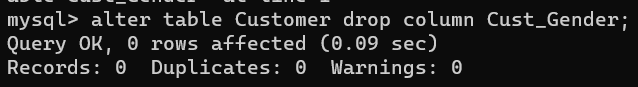 mysql> alter table Customer drop column Cust_Gender;
Query OK, 0 rows affected (0.09 sec)
Records: 0  Duplicates: 0  Warnings: 0